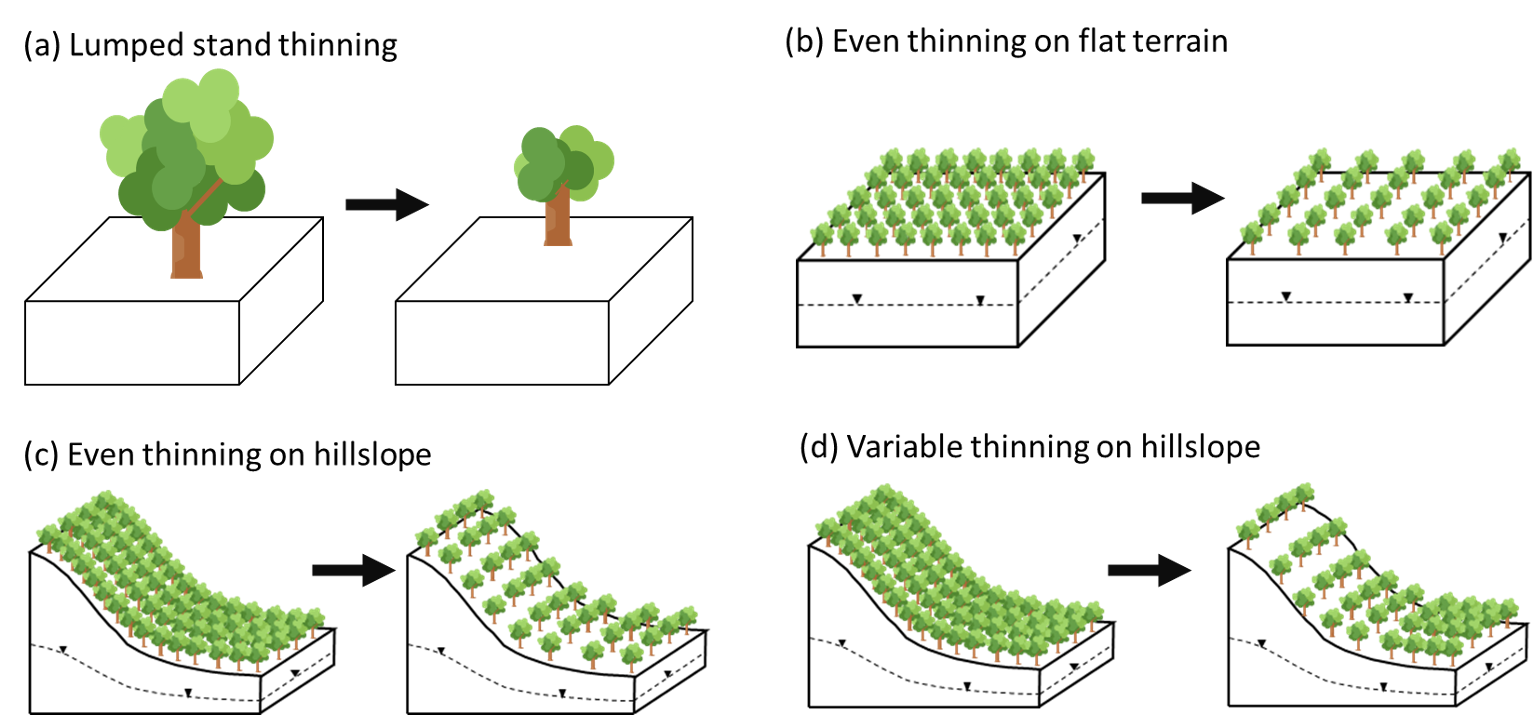 (a) Lumped stand thinning
(b) Even thinning on flat terrain
(c) Even thinning on hillslope
(d) Variable thinning on hillslope